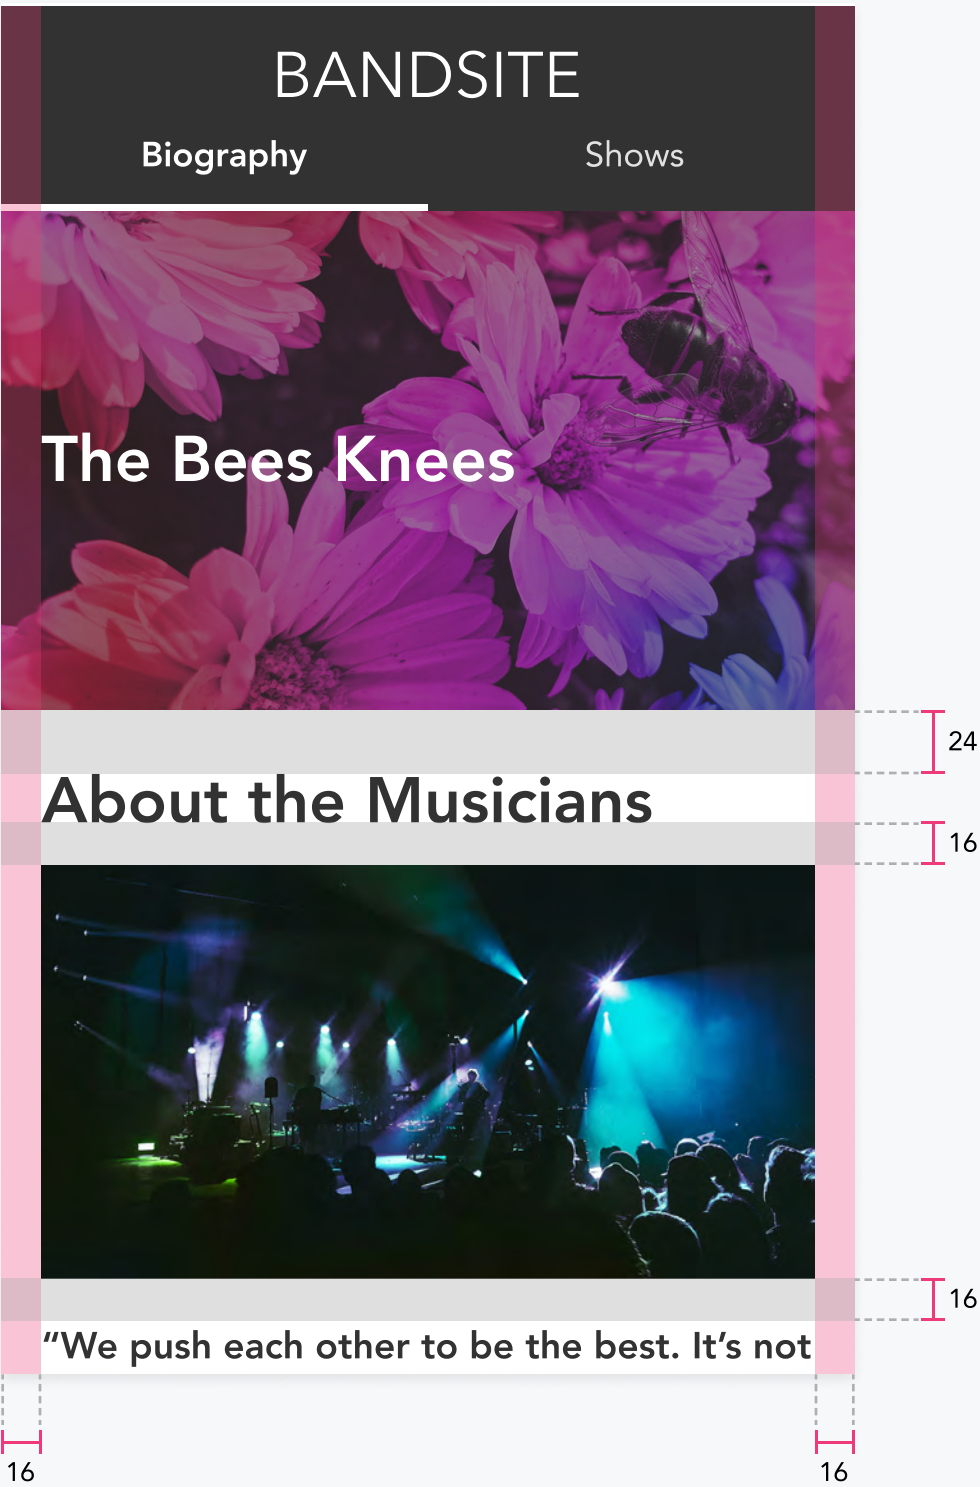 BANDSITE
Biography Shows
The Bees Knees
24
About the Musicians
16
16
“We push each other to be the best. It’s not
16 16